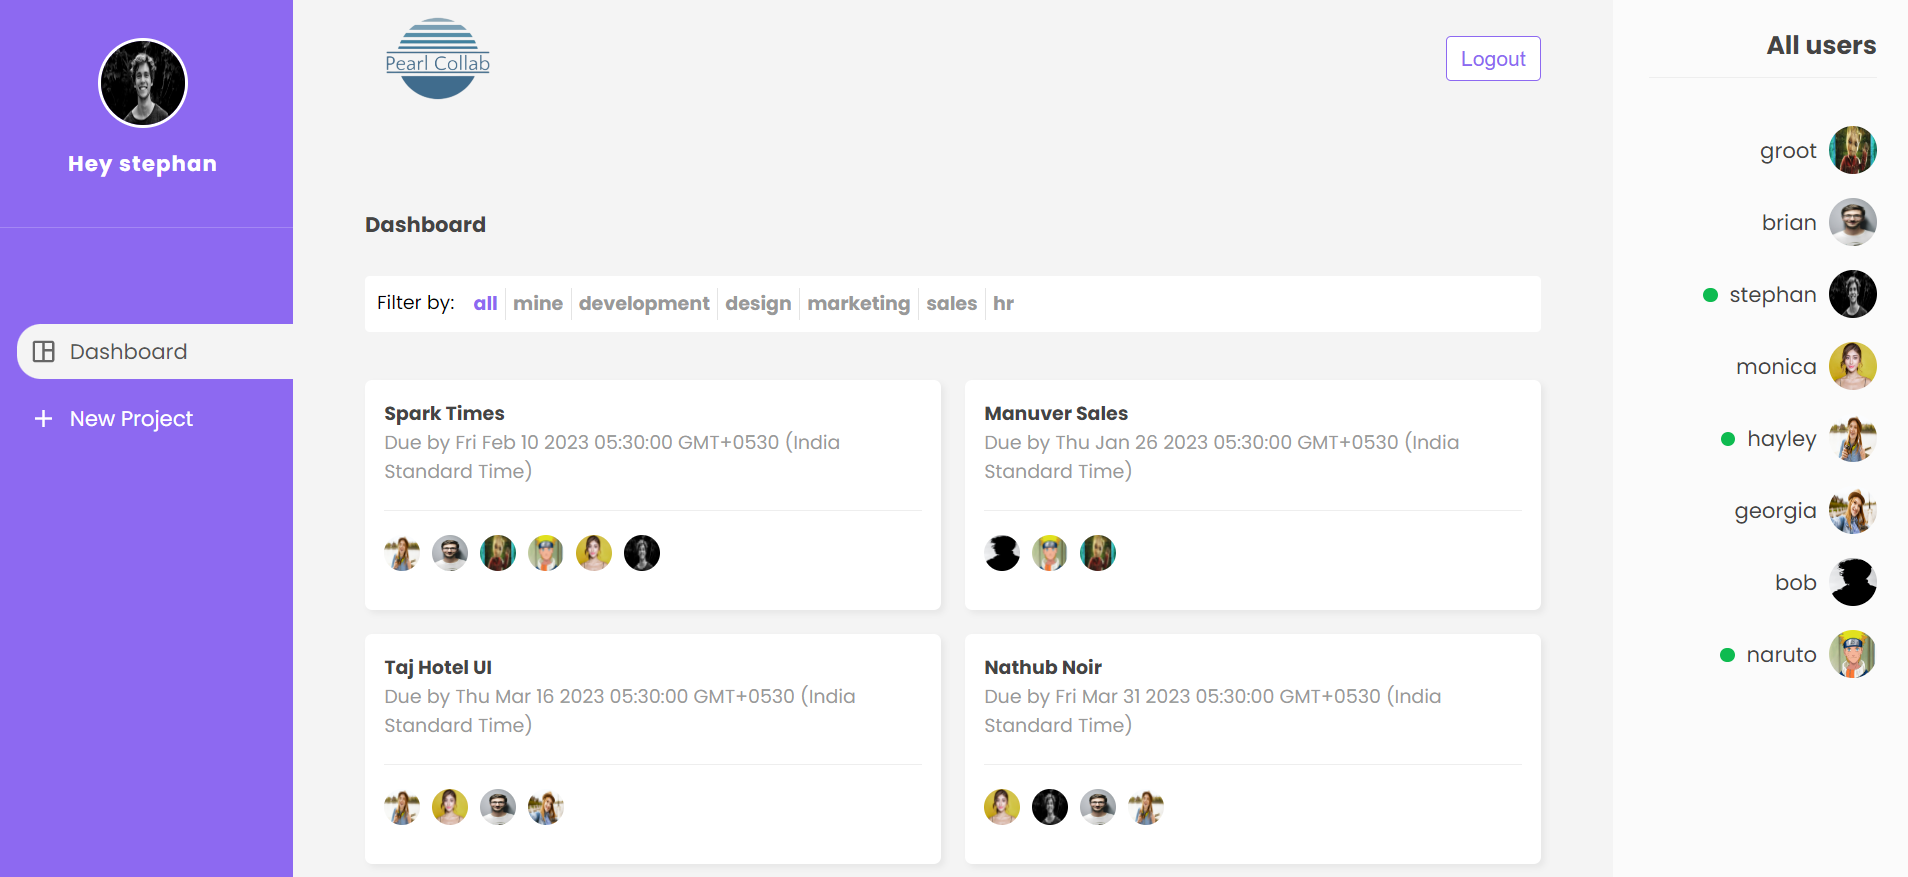 Hey stephan
Dashboard
New Project
Pearl Collab
Logout
Dashboard
Filter by: all mine development design marketing sales hr
Spark Times
Due by Fri Feb 10 2023 05:30:00 GMT+0530 (India
Standard Time)
Manuver Sales
Due by Thu Jan 26 2023 05:30:00 GMT+0530 (India
Standard Time)
Taj Hotel UI
Due by Thu Mar 16 2023 05:30:00 GMT+0530 (India
Standard Time)
Nathub Noir
Due by Fri Mar 31 2023 05:30:00 GMT+0530 (India
Standard Time)
All users
groot
brian
stephan
monica
hayley
georgia
bob
naruto